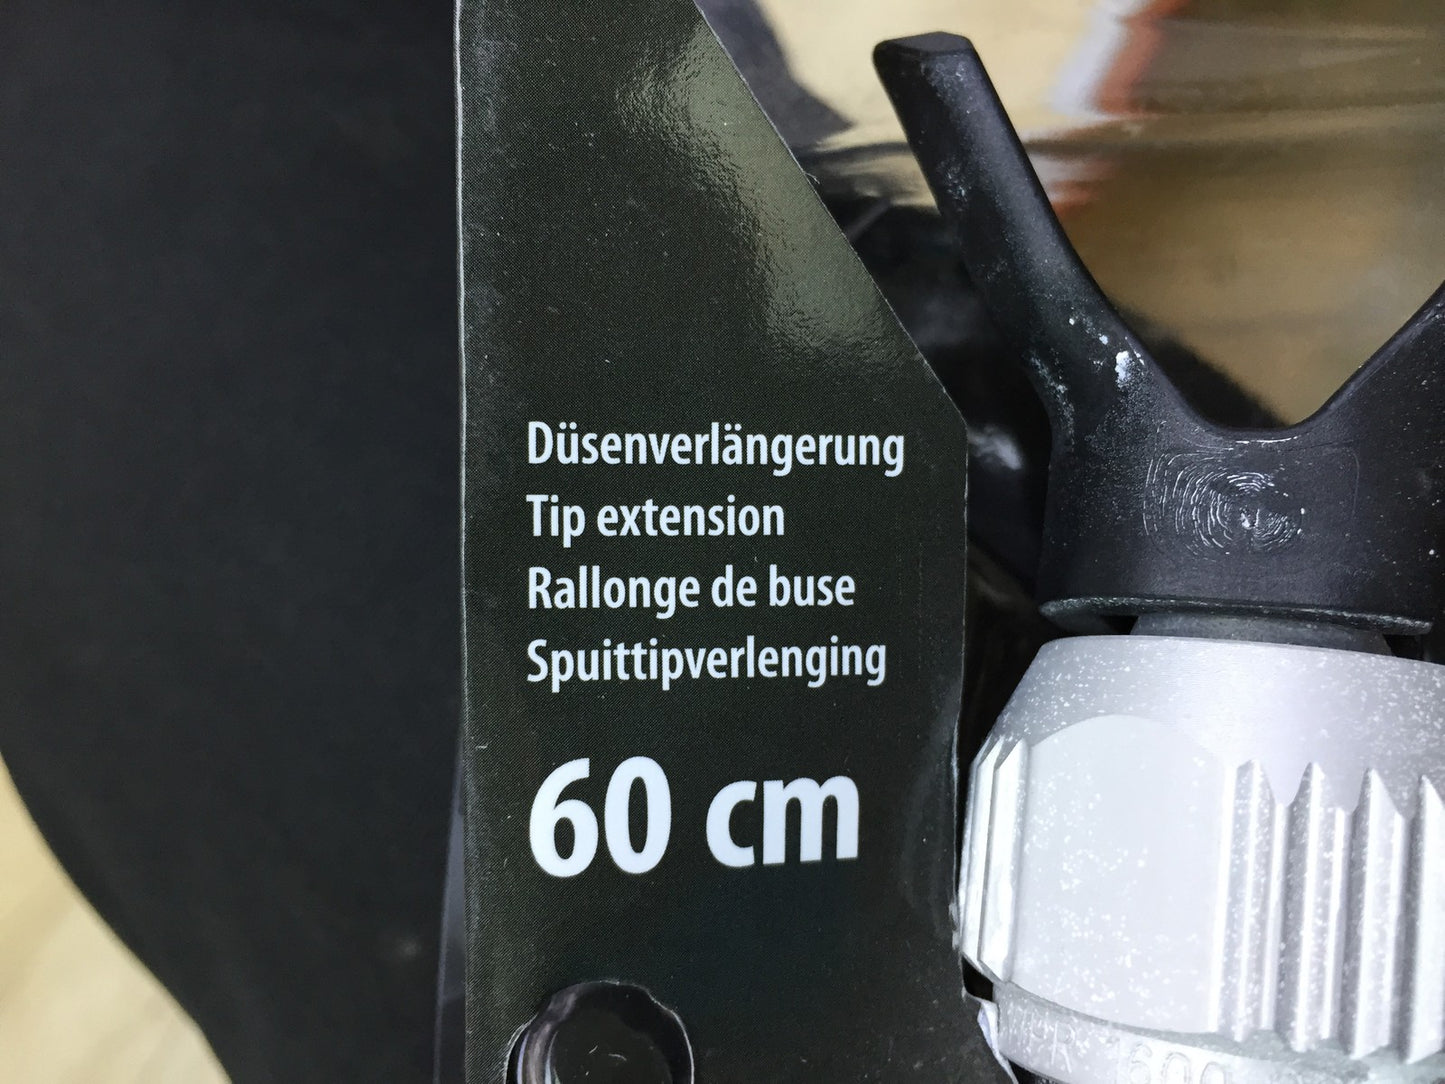 Düsenverlängerung
Tip extension
Rallonge de buse
Spuittipverlenging
60 cm